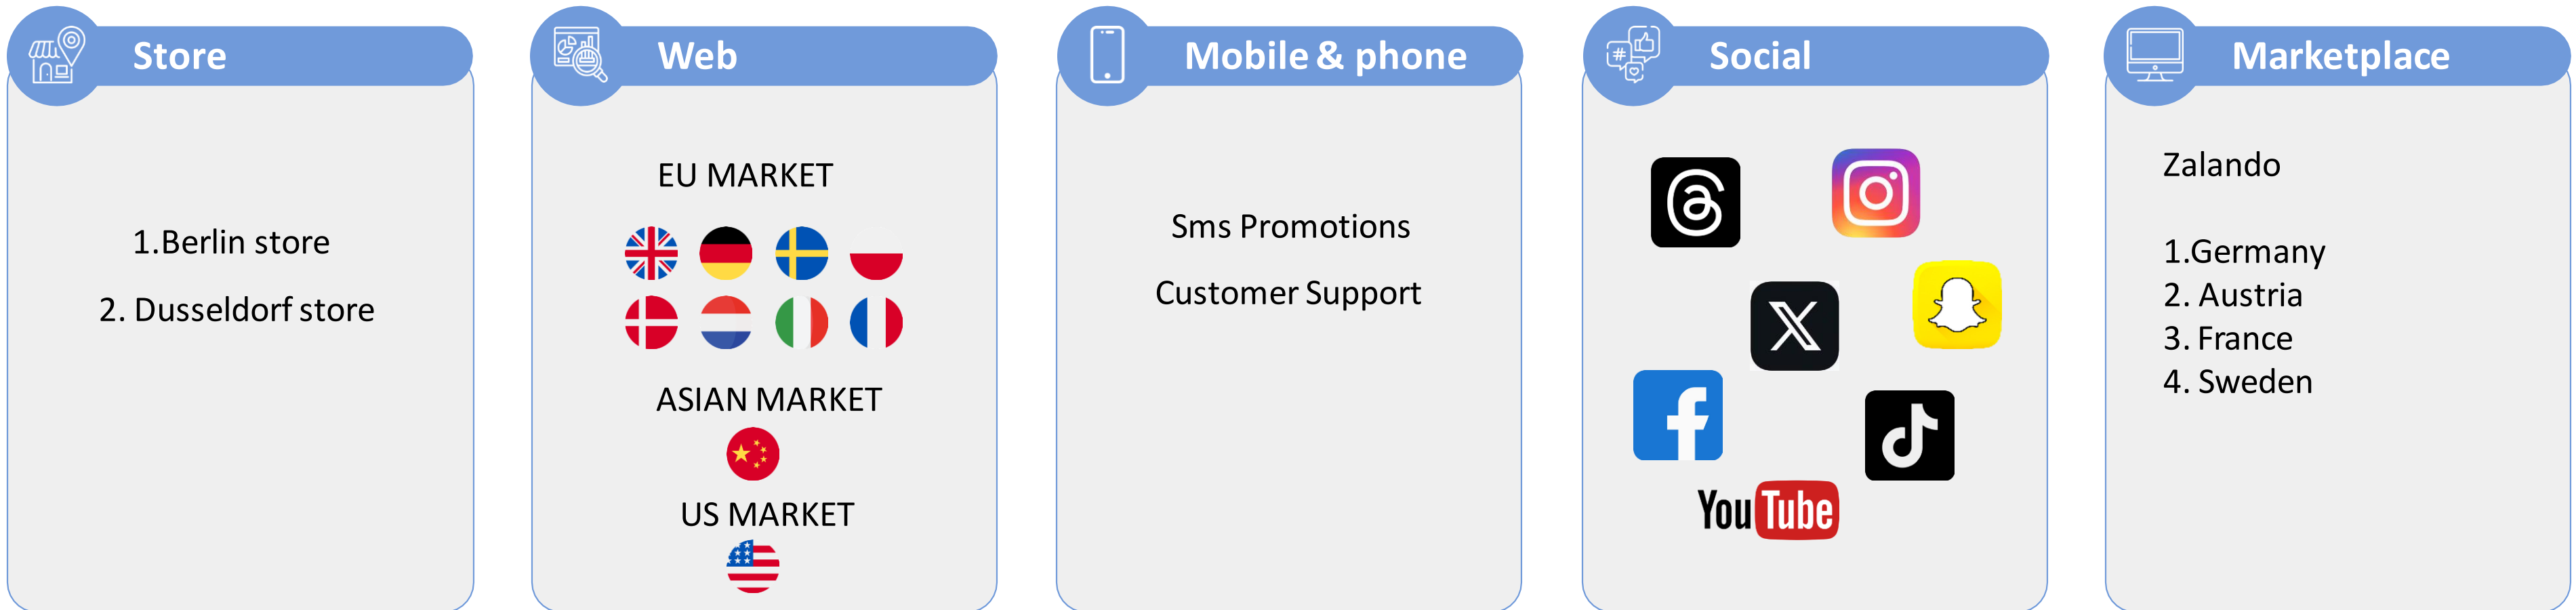 Store
1.Berlin store
2. Dusseldorf store
Web
EU MARKET
ASIAN MARKET
US MARKET
Mobile & phone
Sms Promotions
Customer Support
#
Social
X
f
YouTube
Marketplace
Zalando
1.Germany
2. Austria
3. France
4. Sweden